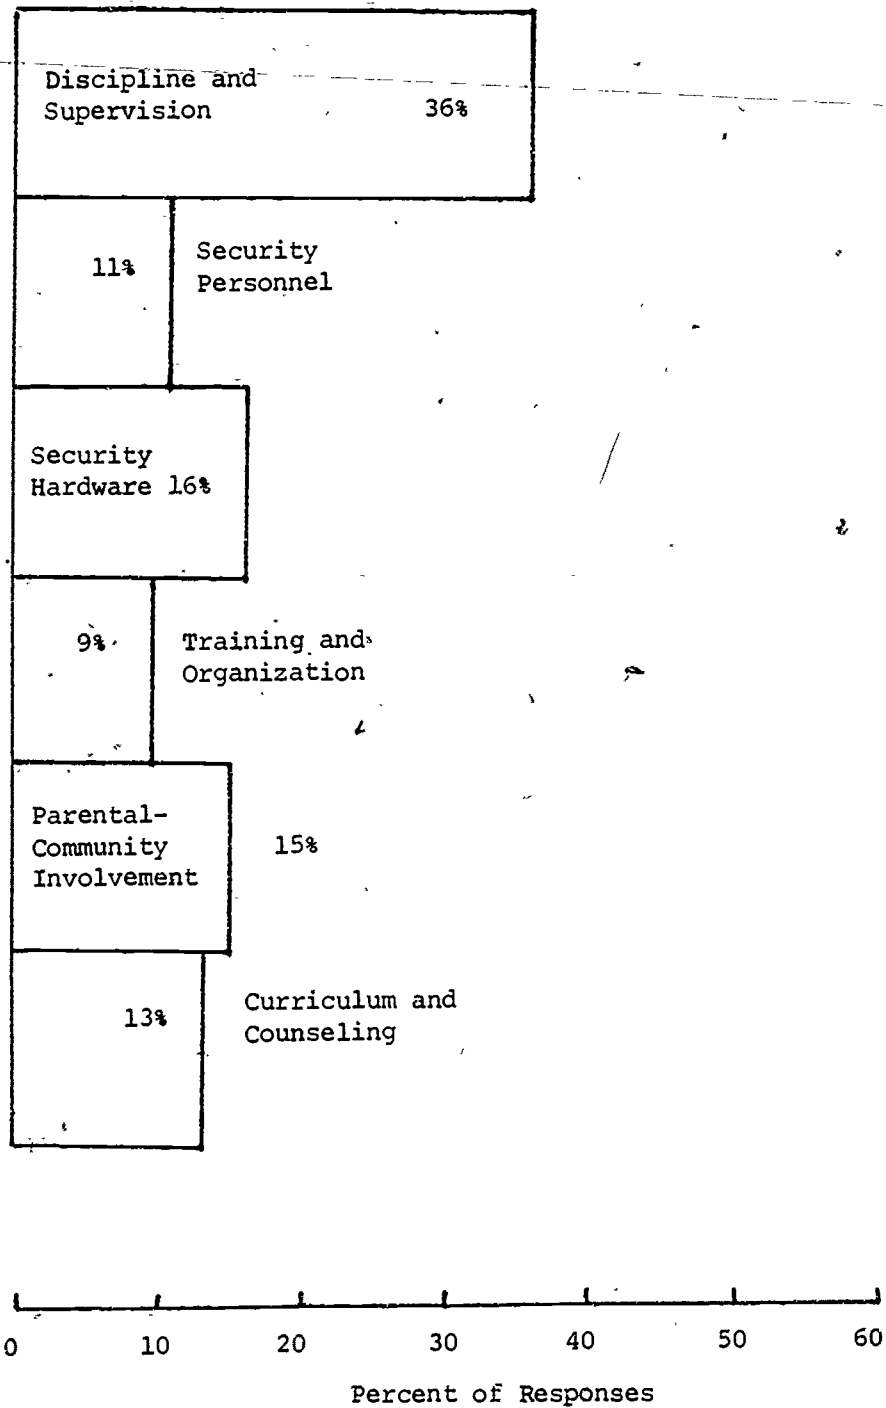 Discipline and
Supervision 36%
11% Security
Personnel
Security
Hardware 16%
9% Training and
Organization
Parental-
Community 15%
Involvement
13% Curriculum and
Counseling
0 10 20 30 40 50 60
Percent of Responses